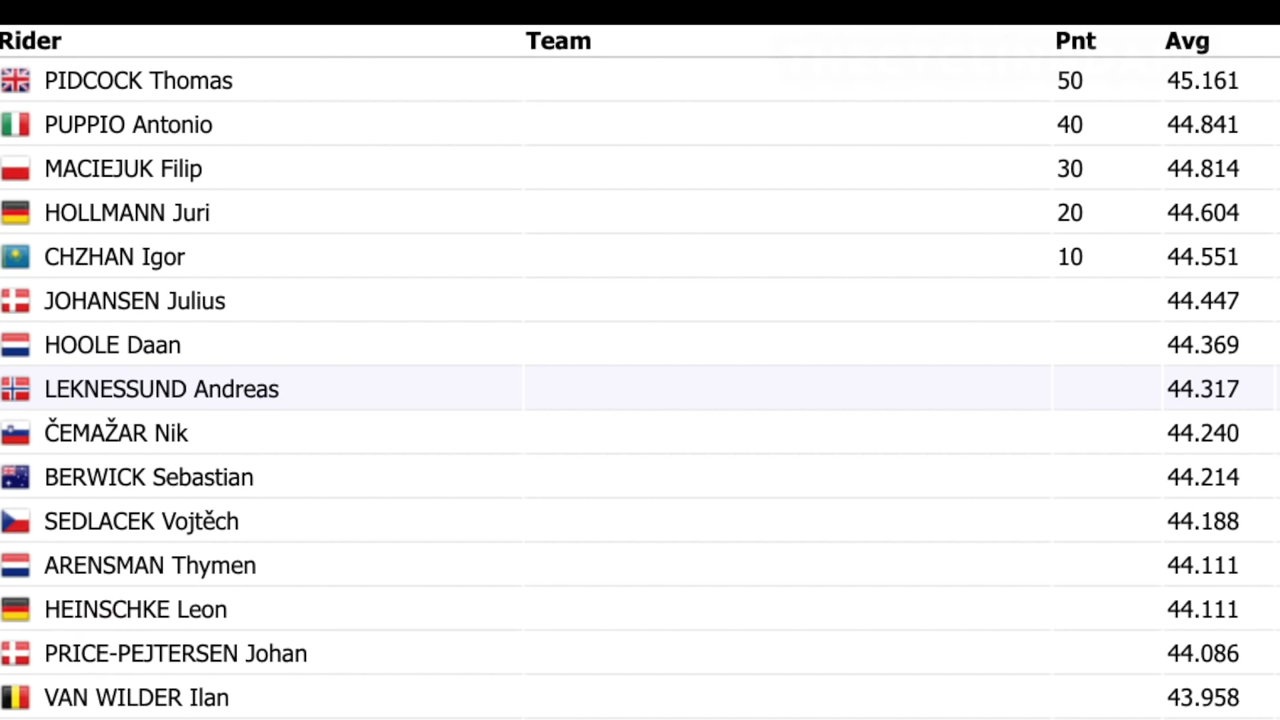 Rider Team Pnt Avg
PIDCOCK Thomas 50 45.161
PUPPIO Antonio 40 44.841
MACIEJUK Filip 30 44.814
HOLLMANN Juri 20 44.604
CHZHAN Igor 10 44.551
JOHANSEN Julius 44.447
HOOLE Daan 44.369
LEKNESSUND Andreas 44.317
ČEMAŽAR Nik 44.240
BERWICK Sebastian 44.214
SEDLACEK Vojtěch 44.188
ARENSMAN Thymen 44.111
HEINSCHKE Leon 44.111
PRICE-PEJTERSEN Johan 44.086
VAN WILDER Ilan 43.958